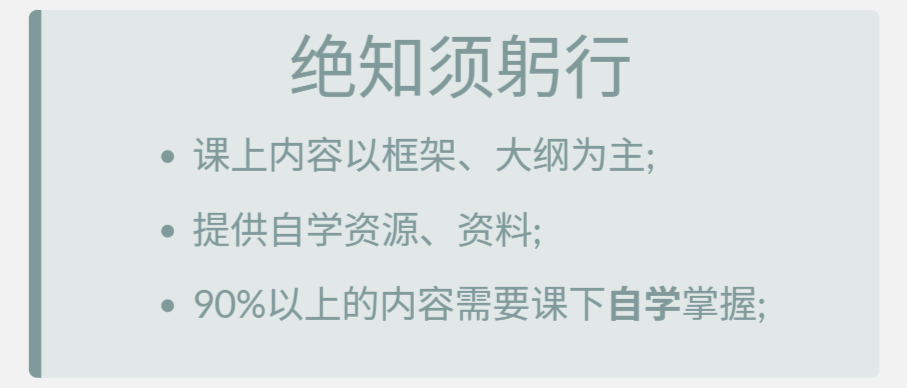 绝知须躬行
• 课上内容以框架、大纲为主;
• 提供自学资源、资料;
• 90%以上的内容需要课下自学掌握;